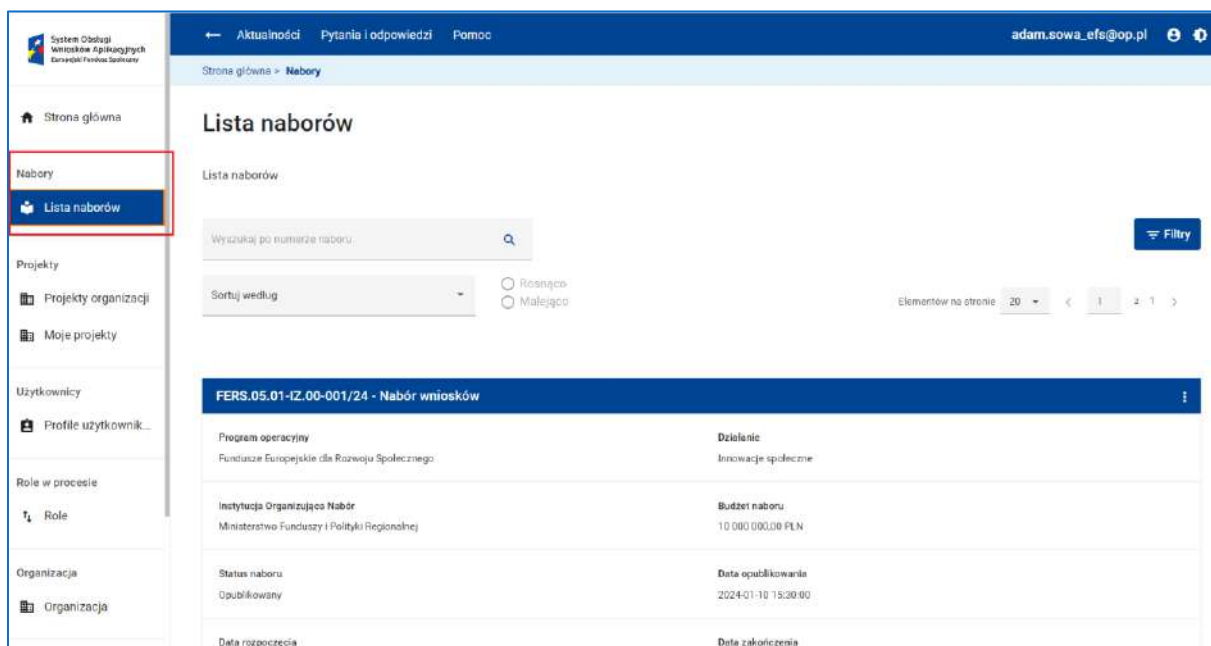 System Obsługi
Wniosków Aplikacyjnych
Europejski Fundusz Społeczny
← Aktualności Pytania i odpowiedzi Pomoc
adam.sowa_efs@op.pl
Strona główna > Nabory
Strona główna
Nabory
Lista naborów
Projekty
Projekty organizacji
Moje projekty
Użytkownicy
Profile użytkownik...
Role w procesie
Role
Organizacja
Organizacja
Lista naborów
Lista naborów
Wyszukaj po numerze naboru
Filtry
Sortuj według
Rosnąco
Malejąco
Elementów na stronie 20 < 1 z 1 >
FERS.05.01-IZ.00-001/24 - Nabór wniosków
Program operacyjny
Fundusze Europejskie dla Rozwoju Społecznego
Działanie
Innowacje społeczne
Instytucja Organizująca Nabór
Ministerstwo Funduszy i Polityki Regionalnej
Budżet naboru
10 000 000,00 PLN
Status naboru
Opublikowany
Data opublikowania
2024-01-10 15:30:00
Data rozpoczęcia
Data zakończenia